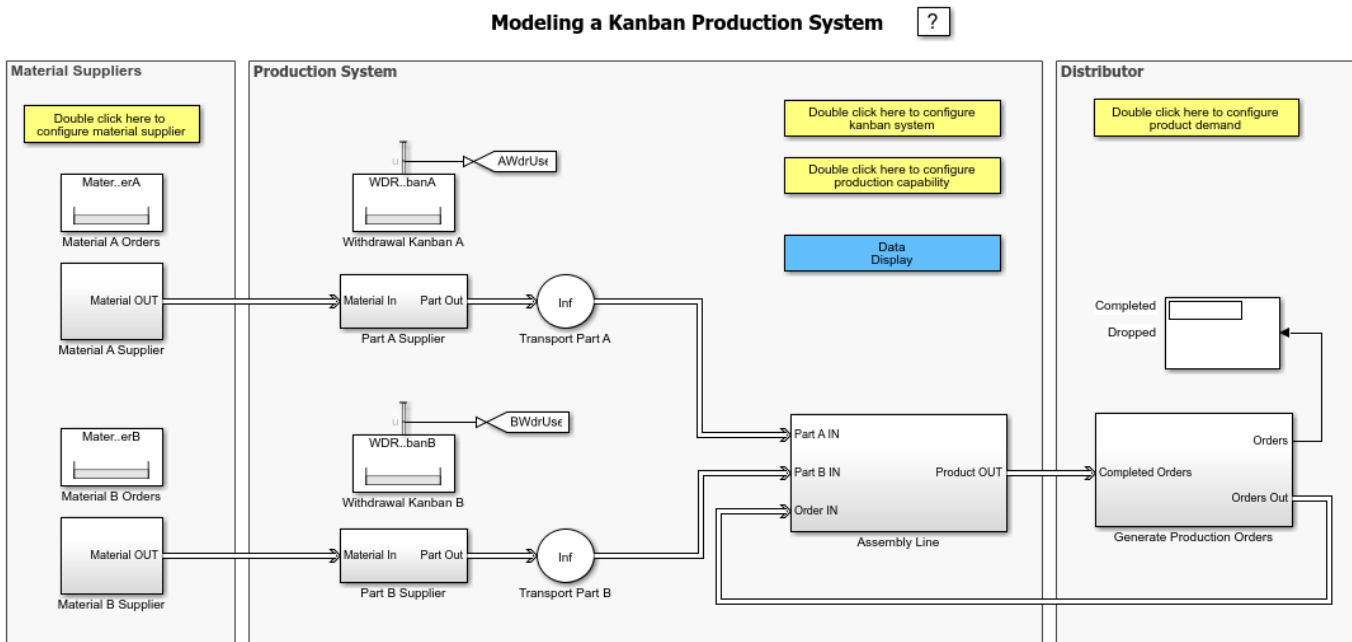 Modeling a Kanban Production System
?
Material Suppliers
Double click here to
configure material supplier
Mater..erA
Material A Orders
Material OUT
Material A Supplier
Mater..erB
Material B Orders
Material OUT
Material B Supplier
Production System
u
AWdrUse
WDR..banA
Withdrawal Kanban A
Material In
Part Out
Part A Supplier
Inf
Transport Part A
u
BWdrUse
WDR..banB
Withdrawal Kanban B
Material In
Part Out
Part B Supplier
Inf
Transport Part B
Double click here to configure
kanban system
Double click here to configure
production capability
Data
Display
Part A IN
Part B IN
Order IN
Product OUT
Assembly Line
Distributor
Double click here to configure
product demand
Completed
Dropped
Completed Orders
Orders
Orders Out
Generate Production Orders